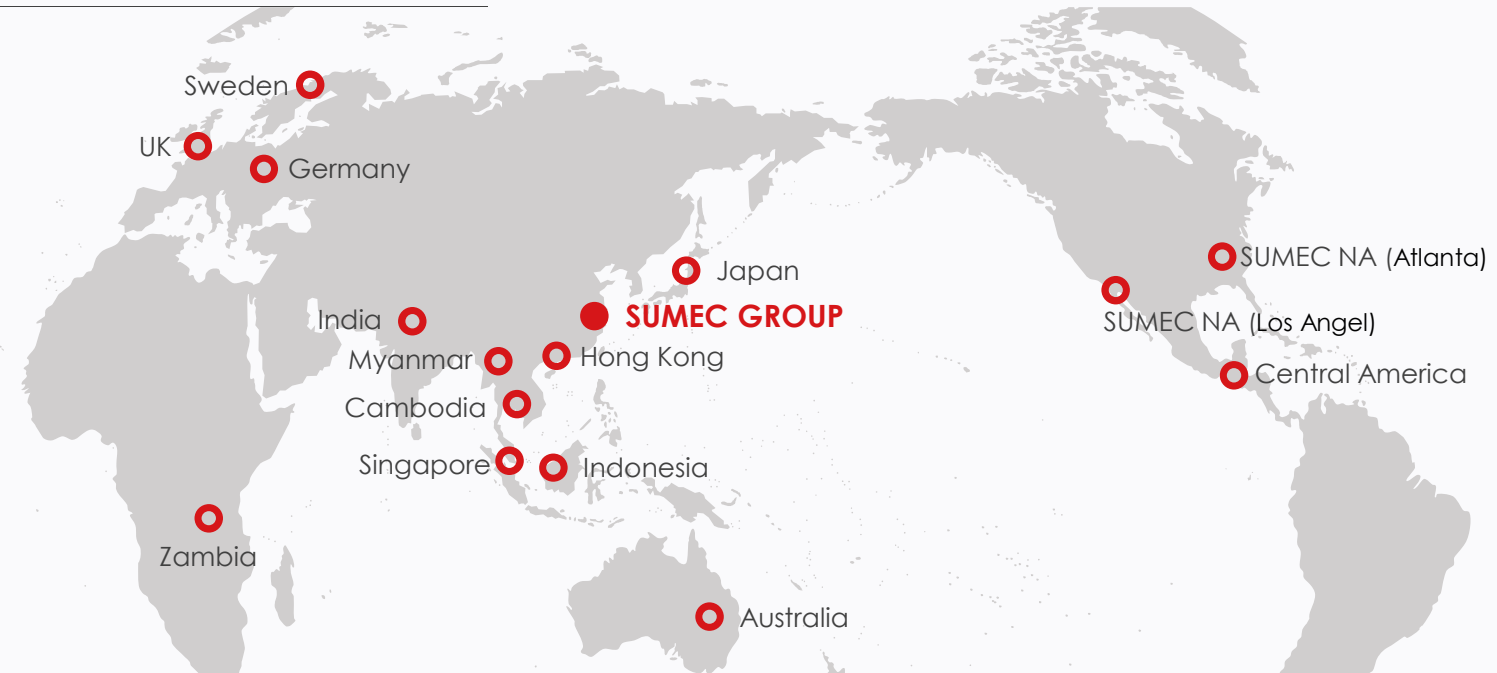 Sweden
UK
Germany
SUMEC NA (Atlanta)
Japan
SUMEC GROUP
India
SUMEC NA (Los Angel)
Myanmar
Hong Kong
Central America
Cambodia
Singapore
Indonesia
Zambia
Australia